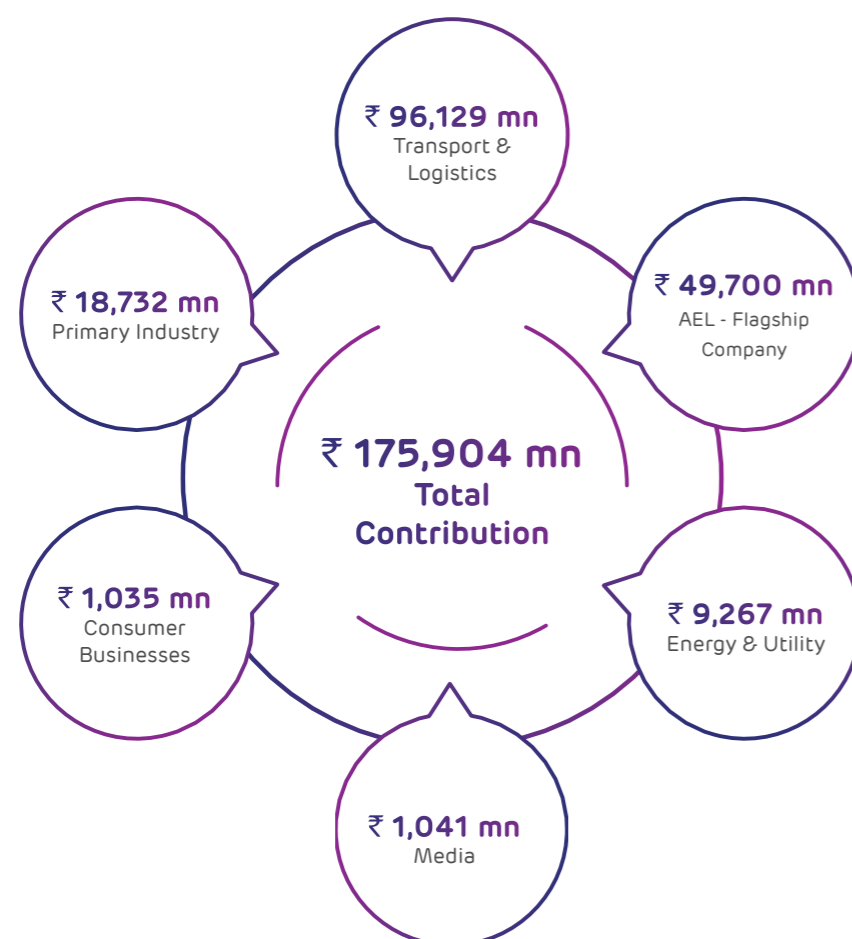 ₹ 96,129 mn
Transport &
Logistics
₹ 18,732 mn
Primary Industry
₹ 49,700 mn
AEL - Flagship
Company
₹ 175,904 mn
Total
Contribution
₹ 1,035 mn
Consumer
Businesses
₹ 9,267 mn
Energy & Utility
₹ 1,041 mn
Media